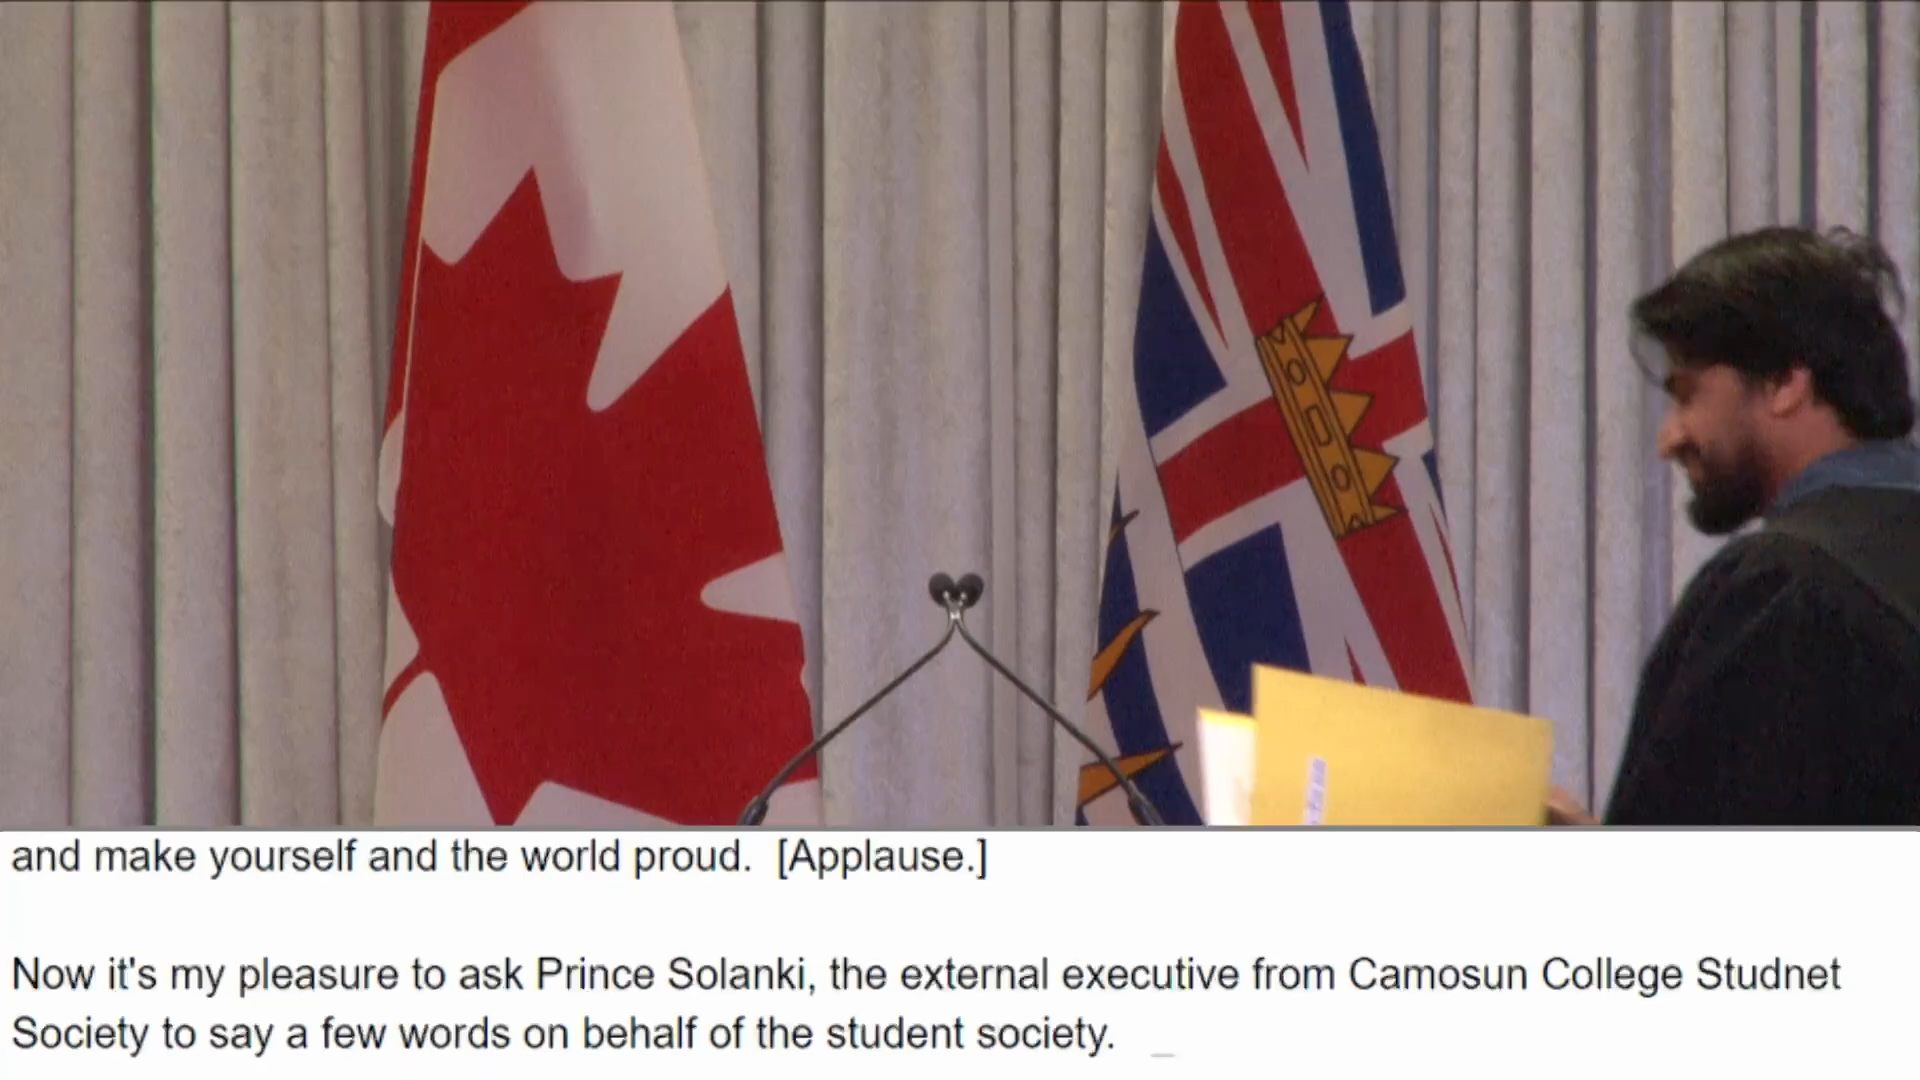 and make yourself and the world proud.  [Applause.]
Now it's my pleasure to ask Prince Solanki, the external executive from Camosun College Studnet
Society to say a few words on behalf of the student society.